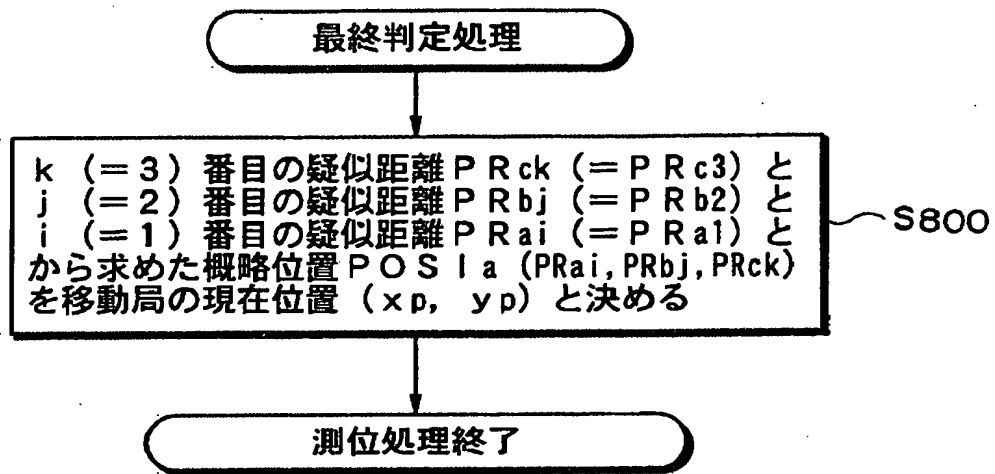 最終判定処理
k (=3) 番目の疑似距離PRck (=PRc3) と
j (=2) 番目の疑似距離PRbj (=PRb2) と
i (=1) 番目の疑似距離PRai (=PRa1) と
から求めた概略位置POSIa (PRai,PRbj,PRck)
を移動局の現在位置 (xp, yp) と決める
S800
測位処理終了